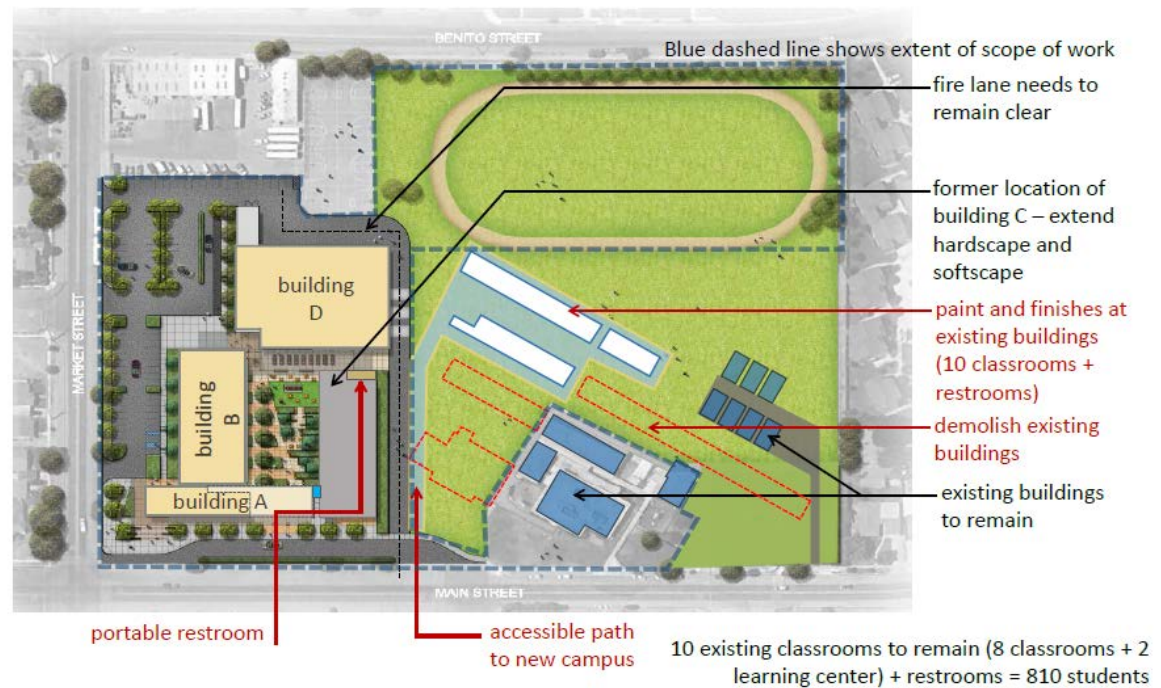 BENITO STREET
Blue dashed line shows extent of scope of work
fire lane needs to
remain clear
former location of
building C – extend
hardscape and
softscape
building
D
MARKET STREET
paint and finishes at
existing buildings
(10 classrooms +
restrooms)
building
B
demolish existing
buildings
building A
existing buildings
to remain
MAIN STREET
portable restroom
accessible path
to new campus
10 existing classrooms to remain (8 classrooms + 2
learning center) + restrooms = 810 students